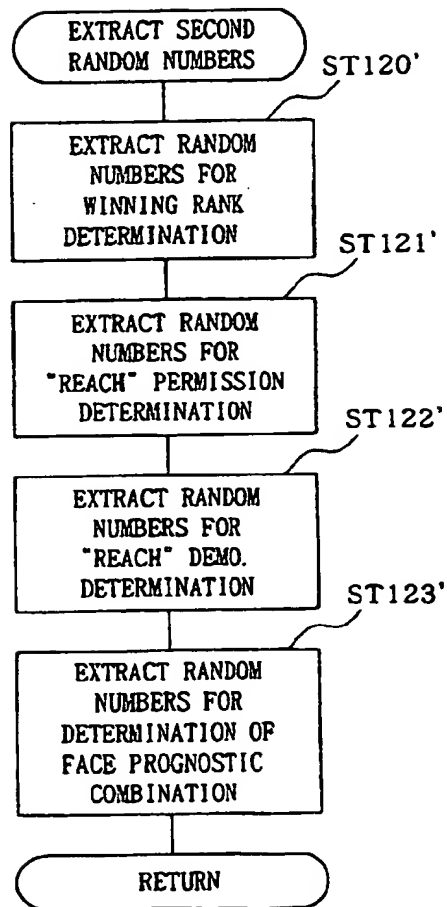 EXTRACT SECOND
RANDOM NUMBERS
ST120'
EXTRACT RANDOM
NUMBERS FOR
WINNING RANK
DETERMINATION
ST121'
EXTRACT RANDOM
NUMBERS FOR
"REACH" PERMISSION
DETERMINATION
ST122'
EXTRACT RANDOM
NUMBERS FOR
"REACH" DEMO.
DETERMINATION
ST123'
EXTRACT RANDOM
NUMBERS FOR
DETERMINATION OF
FACE PROGNOSTIC
COMBINATION
RETURN